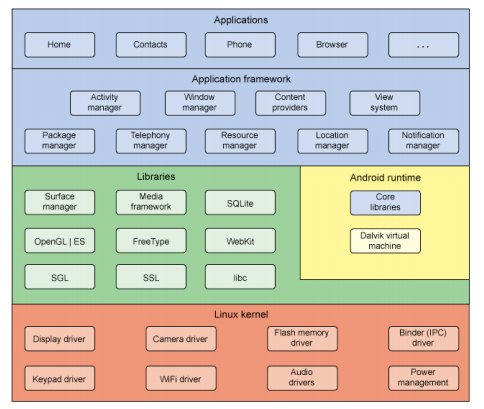 Applications
Home
Contacts
Phone
Browser
...
Application framework
Activity
manager
Window
manager
Content
providers
View
system
Package
manager
Telephony
manager
Resource
manager
Location
manager
Notification
manager
Libraries
Surface
manager
Media
framework
SQLite
OpenGL | ES
FreeType
WebKit
SGL
SSL
libc
Android runtime
Core
libraries
Dalvik virtual
machine
Linux kernel
Display driver
Camera driver
Flash memory
driver
Binder (IPC)
driver
Keypad driver
WiFi driver
Audio
drivers
Power
management